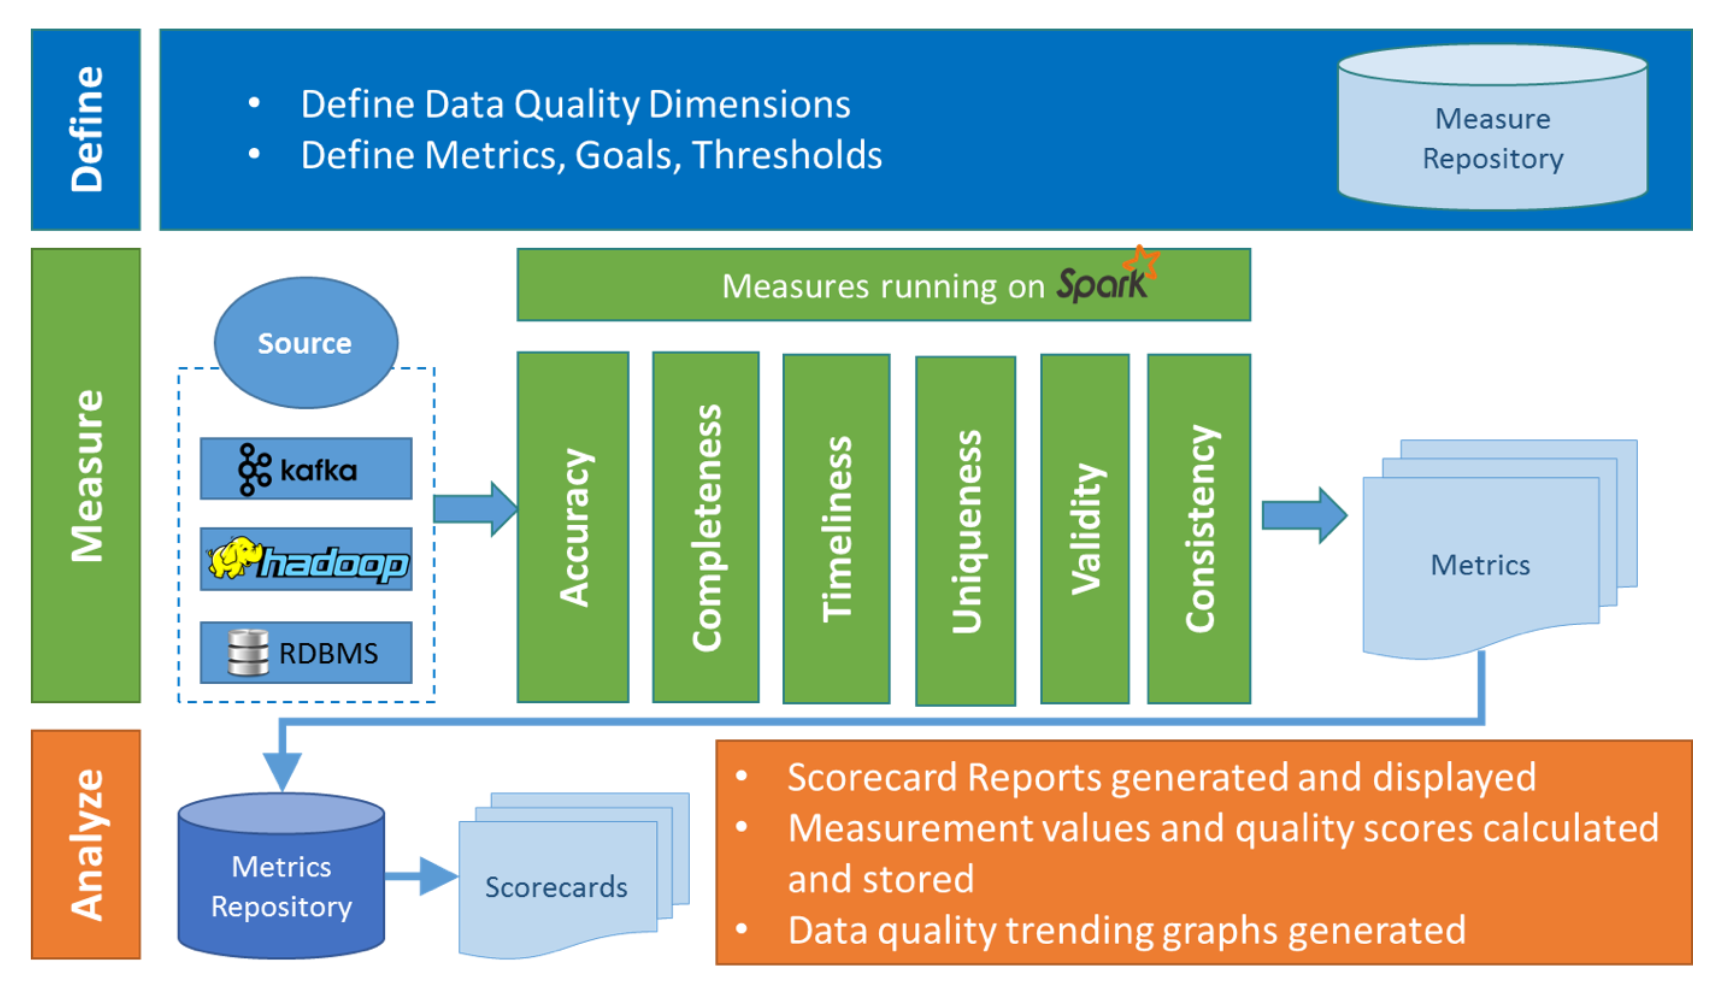 Define
• Define Data Quality Dimensions
• Define Metrics, Goals, Thresholds
Measure
Repository
Measure
Source
kafka
hadoop
RDBMS
Measures running on Spark
Accuracy
Completeness
Timeliness
Uniqueness
Validity
Consistency
Metrics
Analyze
Metrics
Repository
Scorecards
• Scorecard Reports generated and displayed
• Measurement values and quality scores calculated
and stored
• Data quality trending graphs generated